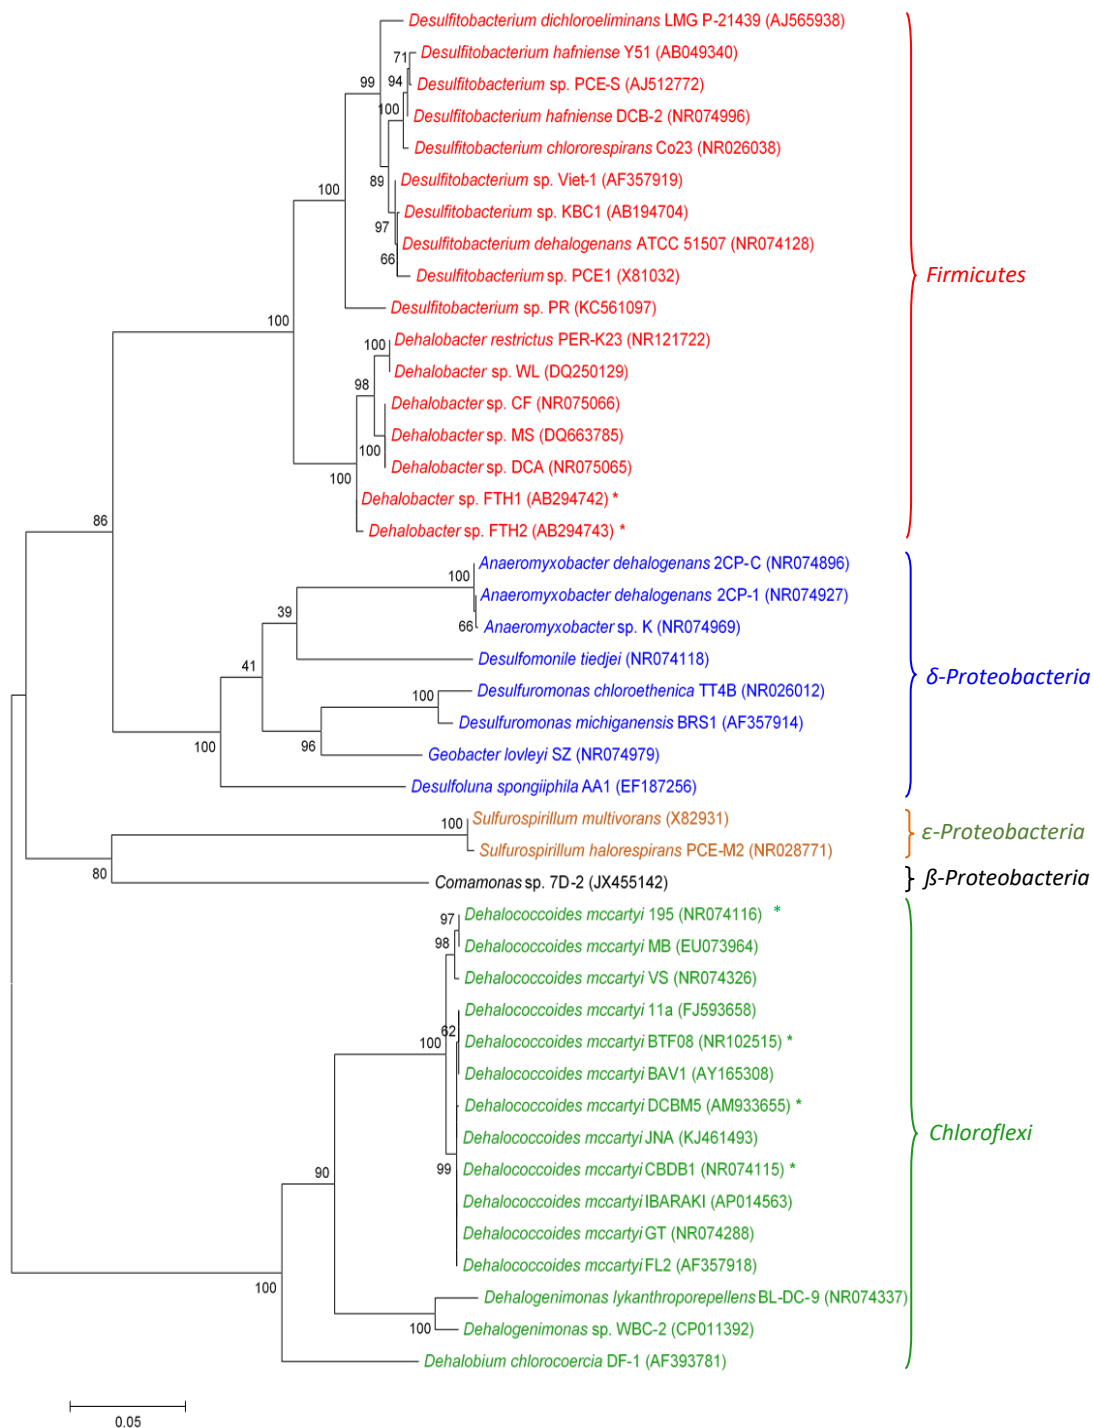 Desulfitobacterium dichloroeliminans LMG P-21439 (AJ565938)
71
Desulfitobacterium hafniense Y51 (AB049340)
99
94
Desulfitobacterium sp. PCE-S (AJ512772)
100
Desulfitobacterium hafniense DCB-2 (NR074996)
Desulfitobacterium chlororespirans Co23 (NR026038)
89
Desulfitobacterium sp. Viet-1 (AF357919)
100
Desulfitobacterium sp. KBC1 (AB194704)
97
Desulfitobacterium dehalogenans ATCC 51507 (NR074128)
66
Desulfitobacterium sp. PCE1 (X81032)
Firmicutes
Desulfitobacterium sp. PR (KC561097)
100
Dehalobacter restrictus PER-K23 (NR121722)
100
Dehalobacter sp. WL (DQ250129)
98
Dehalobacter sp. CF (NR075066)
Dehalobacter sp. MS (DQ663785)
100
Dehalobacter sp. DCA (NR075065)
100
Dehalobacter sp. FTH1 (AB294742) *
86
Dehalobacter sp. FTH2 (AB294743) *
Anaeromyxobacter dehalogenans 2CP-C (NR074896)
100
Anaeromyxobacter dehalogenans 2CP-1 (NR074927)
39
66
Anaeromyxobacter sp. K (NR074969)
41
Desulfomonile tiedjei (NR074118)
δ-Proteobacteria
100
Desulfuromonas chloroethenica TT4B (NR026012)
Desulfuromonas michiganensis BRS1 (AF357914)
100
96
Geobacter lovleyi SZ (NR074979)
Desulfoluna spongiiphila AA1 (EF187256)
Sulfurospirillum multivorans (X82931)
100
ε-Proteobacteria
Sulfurospirillum halorespirans PCE-M2 (NR028771)
80
Comamonas sp. 7D-2 (JX455142)
ß-Proteobacteria
97
Dehalococcoides mccartyi 195 (NR074116) *
98
Dehalococcoides mccartyi MB (EU073964)
Dehalococcoides mccartyi VS (NR074326)
Dehalococcoides mccartyi 11a (FJ593658)
62
100
Dehalococcoides mccartyi BTF08 (NR102515) *
Dehalococcoides mccartyi BAV1 (AY165308)
Dehalococcoides mccartyi DCBM5 (AM933655) *
Chloroflexi
Dehalococcoides mccartyi JNA (KJ461493)
99
Dehalococcoides mccartyi CBDB1 (NR074115) *
90
Dehalococcoides mccartyi IBARAKI (AP014563)
Dehalococcoides mccartyi GT (NR074288)
Dehalococcoides mccartyi FL2 (AF357918)
100
Dehalogenimonas lykanthroporepellens BL-DC-9 (NR074337)
100
Dehalogenimonas sp. WBC-2 (CP011392)
Dehalobium chlorocoercia DF-1 (AF393781)
0.05